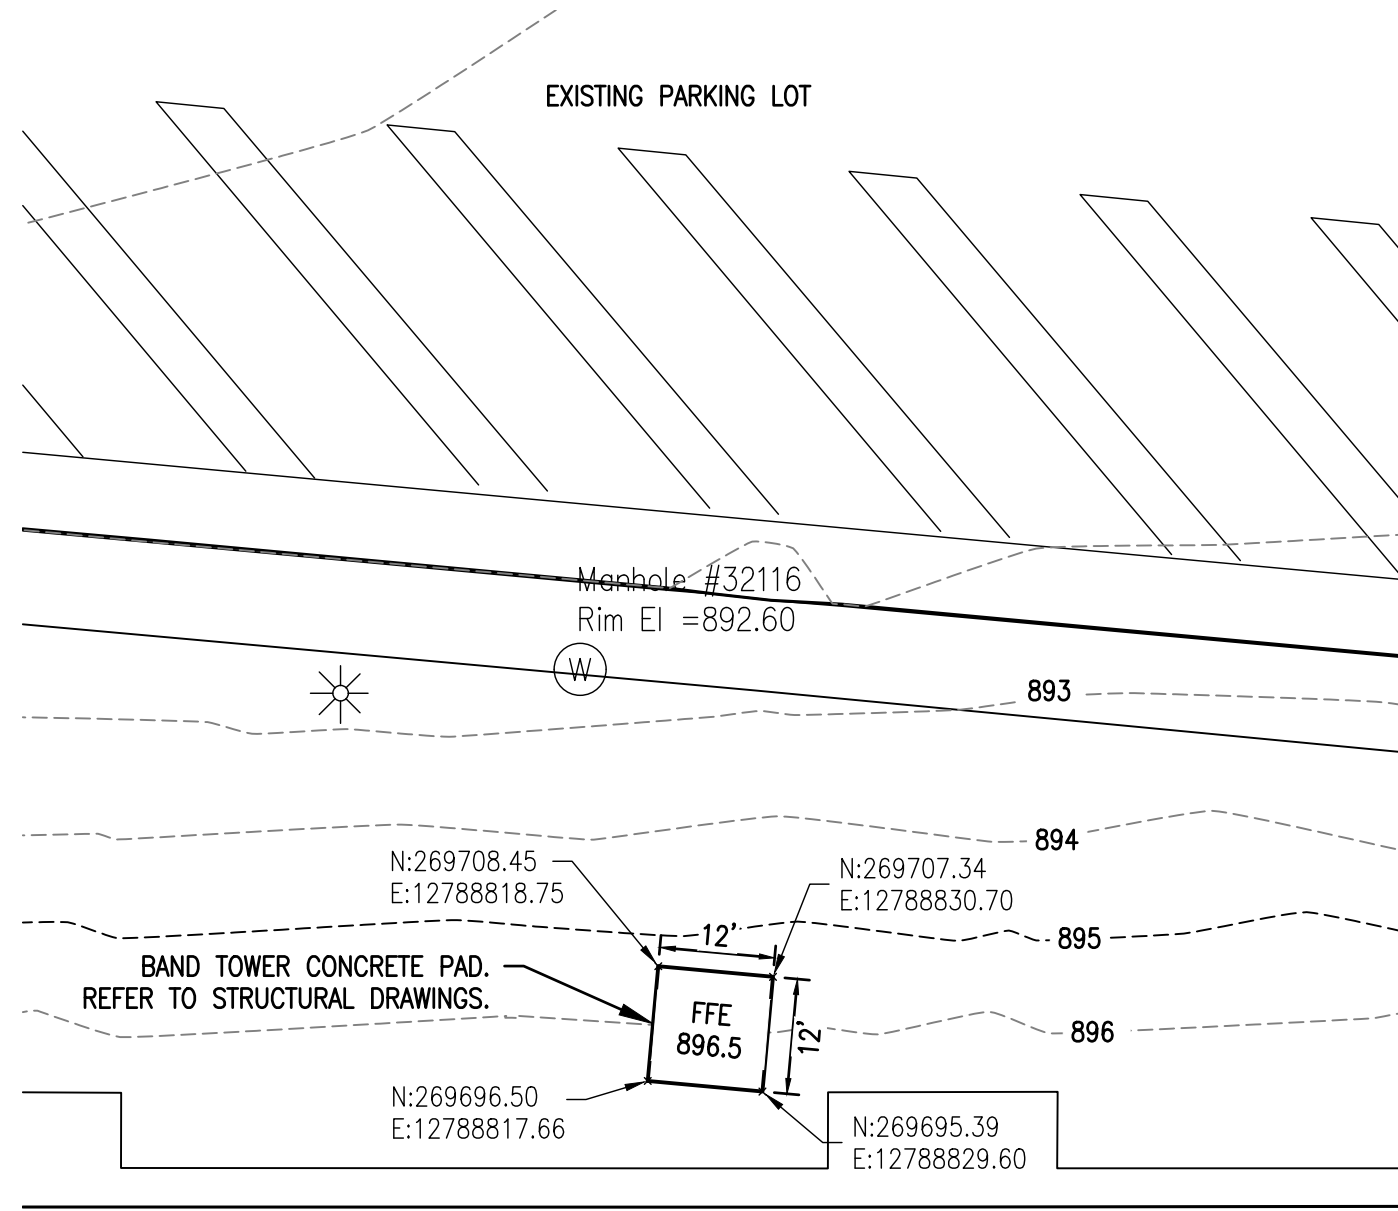 EXISTING PARKING LOT
Manhole #32116
Rim El =892.60
W
893
894
N:269708.45
E:12788818.75
N:269707.34
E:12788830.70
12'
895
BAND TOWER CONCRETE PAD.
REFER TO STRUCTURAL DRAWINGS.
FFE
896.5
12'
896
N:269696.50
E:12788817.66
N:269695.39
E:12788829.60